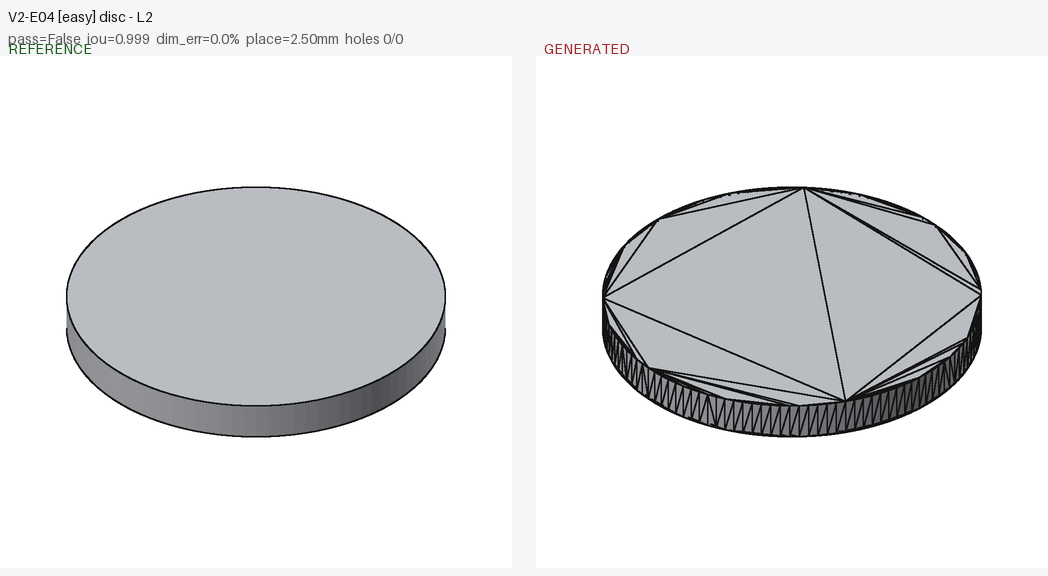 V2-E04 [easy] disc - L2
pass=False iou=0.999 dim_err=0.0% place=2.50mm holes 0/0
REFERENCE
GENERATED